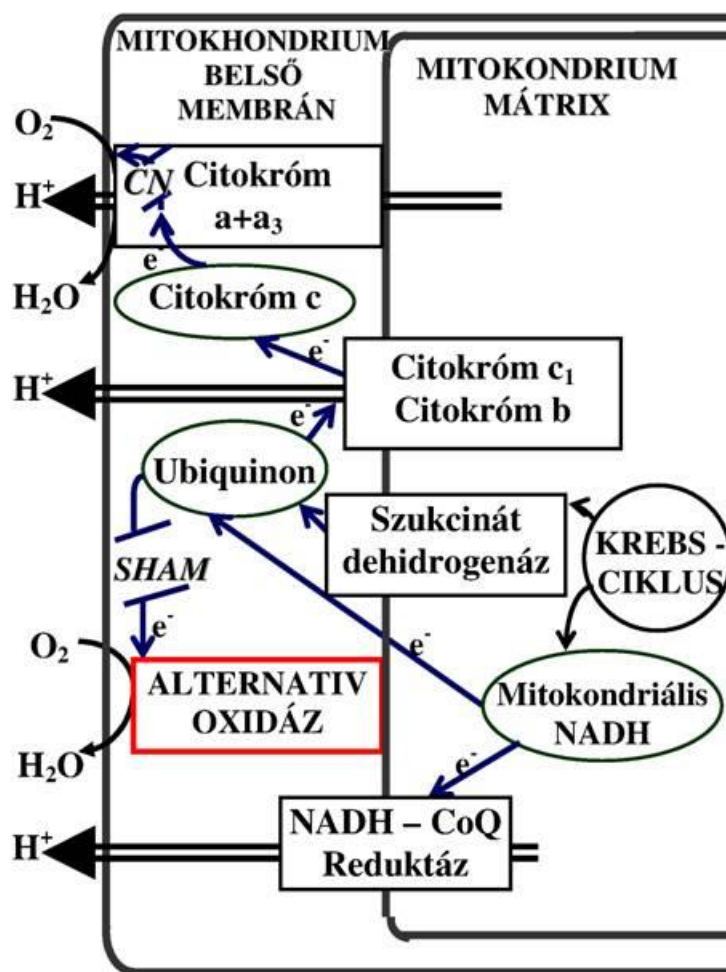 MITOKHONDRIUM
BELSŐ
MEMBRÁN
MITOKONDRIUM
MÁTRIX
O₂
H⁺
H₂O
CN
Citokróm
a+a₃
e⁻
Citokróm c
e⁻
H⁺
Citokróm c₁
Citokróm b
e⁻
Ubiquinon
Szukcinát
dehidrogenáz
KREBS -
CIKLUS
SHAM
e⁻
e⁻
O₂
H₂O
ALTERNATIV
OXIDÁZ
Mitokondriális
NADH
e⁻
H⁺
NADH – CoQ
Reduktáz